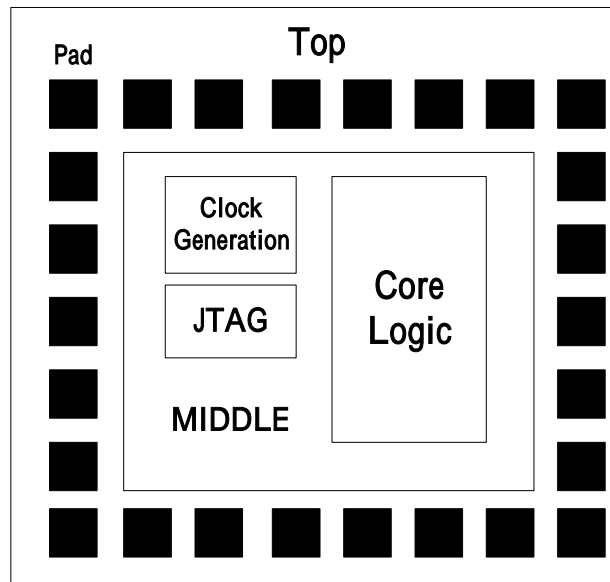 Top
Pad
Clock
Generation
JTAG
Core
Logic
MIDDLE